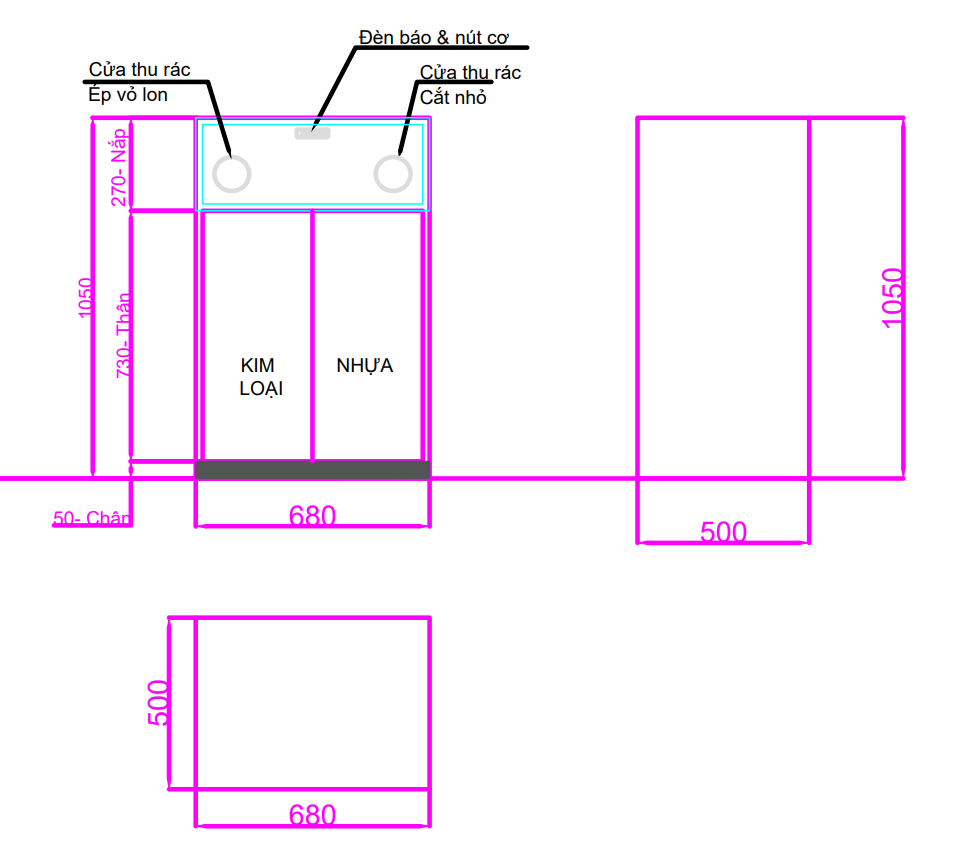 Đèn báo & nút cơ
Cửa thu rác
Ép vỏ lon
Cửa thu rác
Cắt nhỏ
270- Nắp
1050
730- Thân
KIM
LOẠI
NHỰA
1050
50- Chân
680
500
500
680